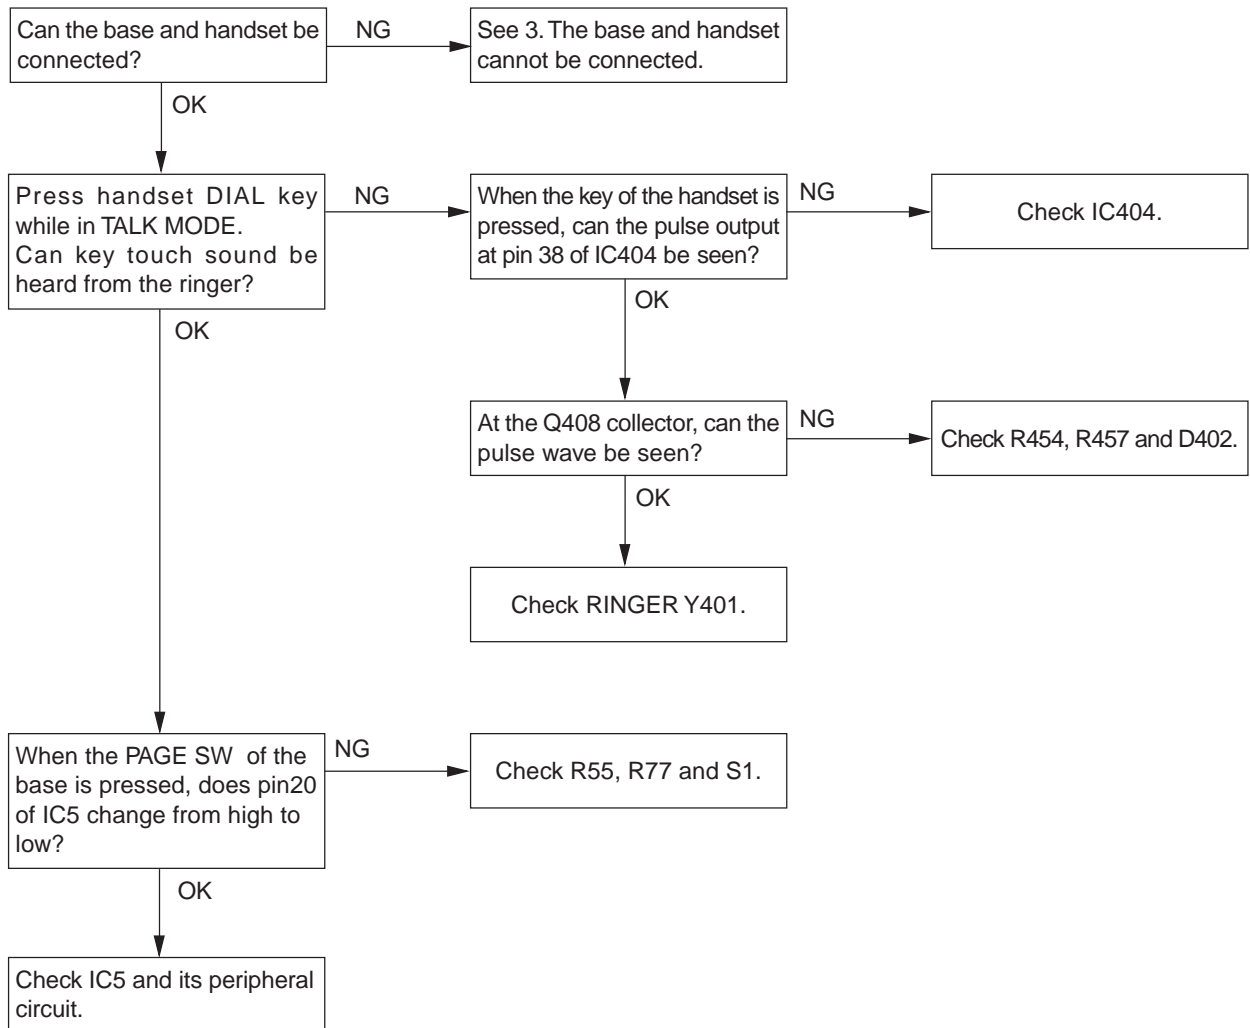 Can the base and handset be
connected?
NG
See 3. The base and handset
cannot be connected.
OK
Press handset DIAL key
while in TALK MODE.
Can key touch sound be
heard from the ringer?
NG
When the key of the handset is
pressed, can the pulse output
at pin 38 of IC404 be seen?
NG
Check IC404.
OK
OK
At the Q408 collector, can the
pulse wave be seen?
NG
Check R454, R457 and D402.
OK
Check RINGER Y401.
When the PAGE SW of the
base is pressed, does pin20
of IC5 change from high to
low?
NG
Check R55, R77 and S1.
OK
Check IC5 and its peripheral
circuit.